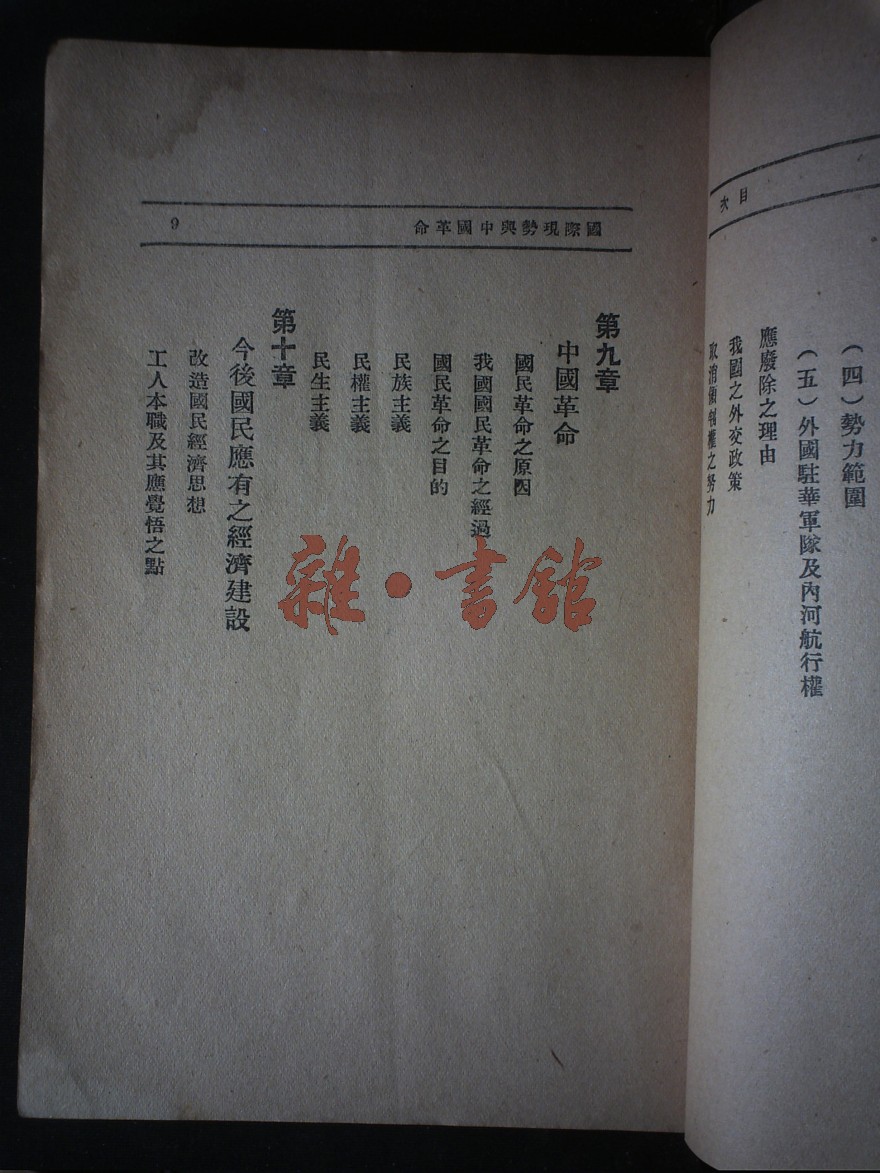 目次
（四）勢力範圍
（五）外國駐華軍隊及內河航行權
應廢除之理由
我國之外交政策
取消領判權之努力
國際現勢與中國革命
9
第九章
中國革命
國民革命之原因
我國國民革命之經過
國民革命之目的
民族主義
民權主義
民生主義
第十章
今後國民應有之經濟建設
改造國民經濟思想
工人本職及其應覺悟之點
雜·書館